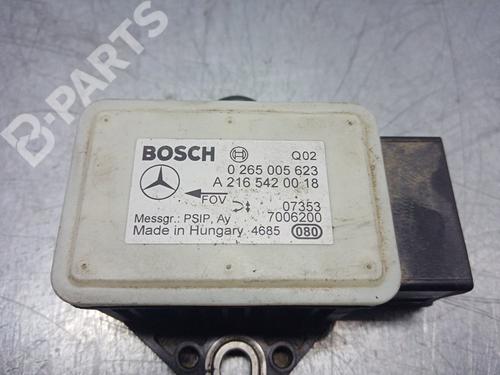 B-PARTS
BOSCH Q02
0 265 005 623
A 216 542 00 18
FOV 07353
Messgr.: PSIP, Ay 7006200
Made in Hungary 4685 080